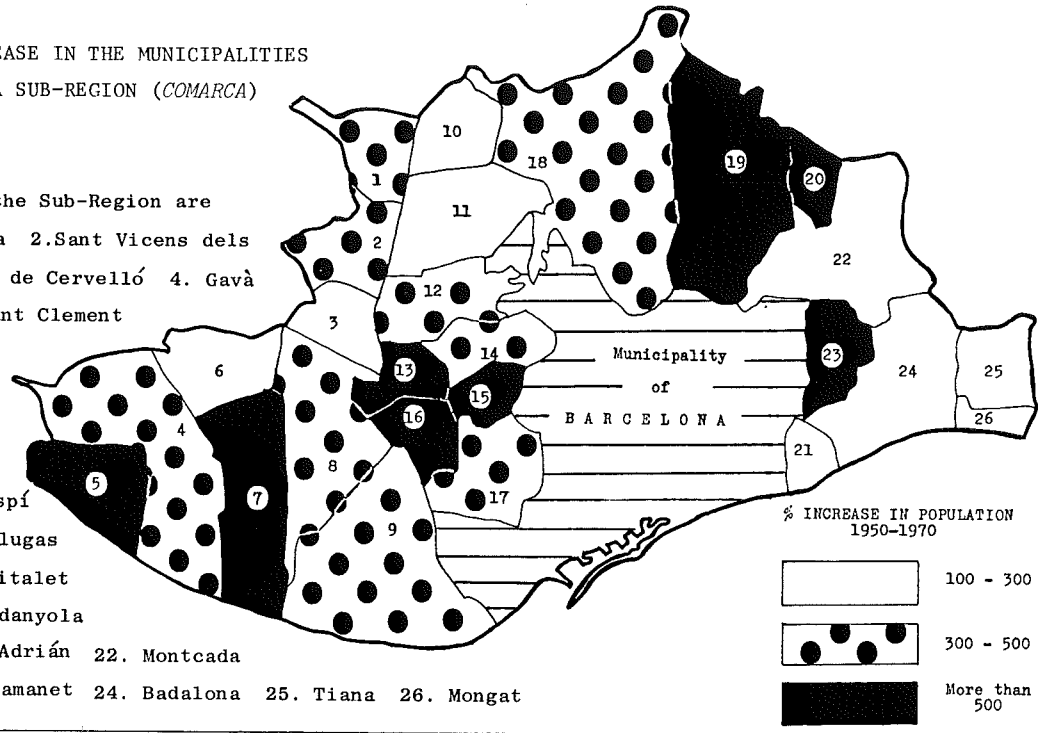 EASE IN THE MUNICIPALITIES
A SUB-REGION (COMARCA)
the Sub-Region are
a 2.Sant Vicens dels
de Cervelló 4. Gavà
nt Clement
spí
lugas
italet
danyola
Adrián 22. Montcada
amanet 24. Badalona 25. Tiana 26. Mongat
10
1
18
19
20
11
2
22
12
3
6
13
14
15
16
Municipality
of
BARCELONA
23
24
25
26
4
5
7
8
9
17
21
% INCREASE IN POPULATION
1950-1970
100 - 300
300 - 500
More than
500